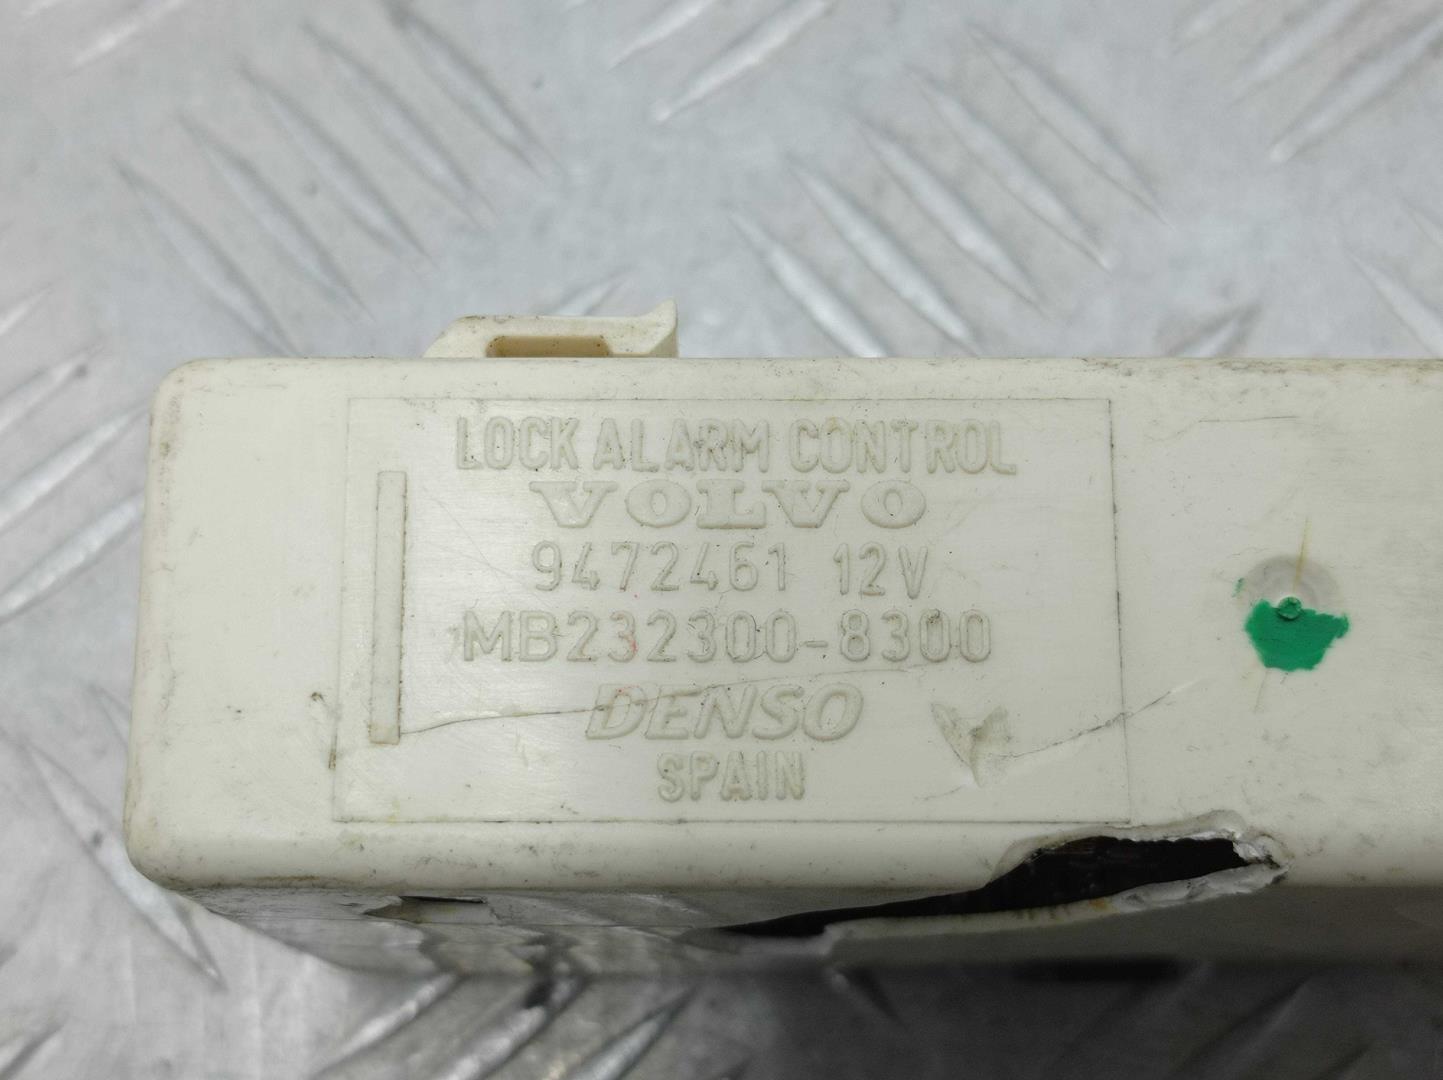 LOCK ALARM CONTROL
VOLVO
9472461 12V
MB232300-8300
DENSO
SPAIN